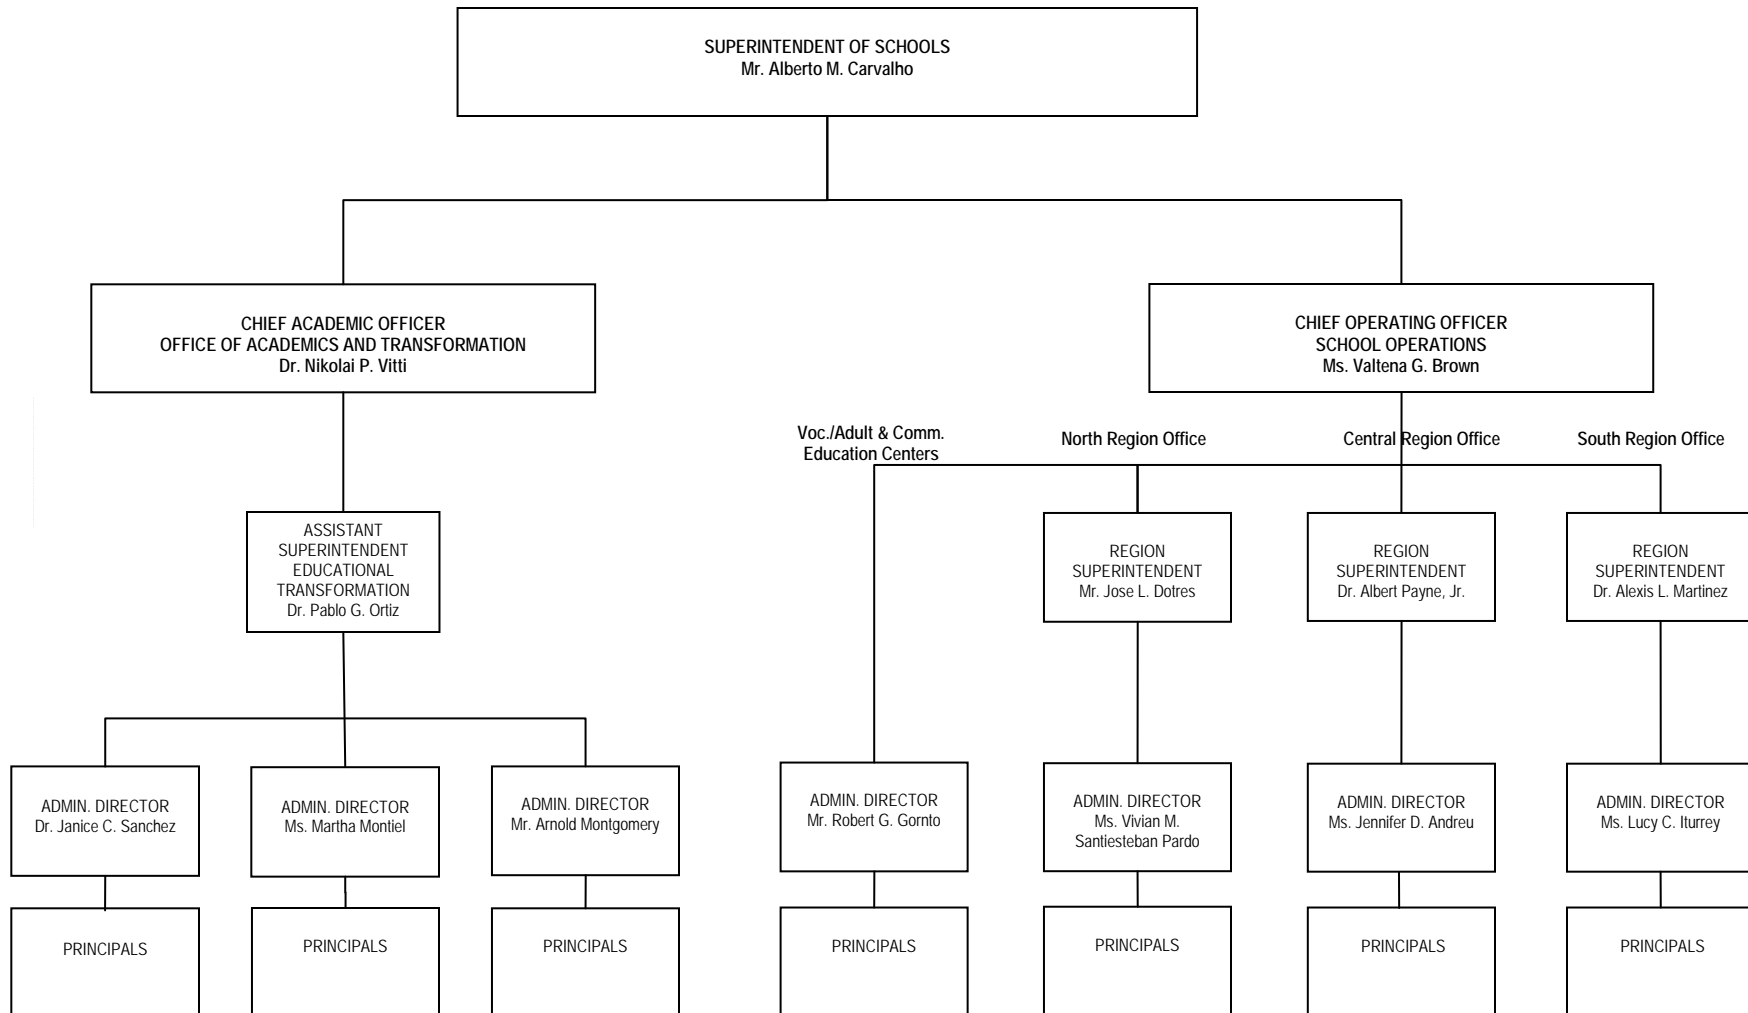 SUPERINTENDENT OF SCHOOLS
Mr. Alberto M. Carvalho
CHIEF ACADEMIC OFFICER
OFFICE OF ACADEMICS AND TRANSFORMATION
Dr. Nikolai P. Vitti
CHIEF OPERATING OFFICER
SCHOOL OPERATIONS
Ms. Valtena G. Brown
Voc./Adult & Comm.
Education Centers
North Region Office
Central Region Office
South Region Office
ASSISTANT
SUPERINTENDENT
EDUCATIONAL
TRANSFORMATION
Dr. Pablo G. Ortiz
REGION
SUPERINTENDENT
Mr. Jose L. Dotres
REGION
SUPERINTENDENT
Dr. Albert Payne, Jr.
REGION
SUPERINTENDENT
Dr. Alexis L. Martinez
ADMIN. DIRECTOR
Dr. Janice C. Sanchez
ADMIN. DIRECTOR
Ms. Martha Montiel
ADMIN. DIRECTOR
Mr. Arnold Montgomery
ADMIN. DIRECTOR
Mr. Robert G. Gornto
ADMIN. DIRECTOR
Ms. Vivian M.
Santiesteban Pardo
ADMIN. DIRECTOR
Ms. Jennifer D. Andreu
ADMIN. DIRECTOR
Ms. Lucy C. Iturrey
PRINCIPALS
PRINCIPALS
PRINCIPALS
PRINCIPALS
PRINCIPALS
PRINCIPALS
PRINCIPALS